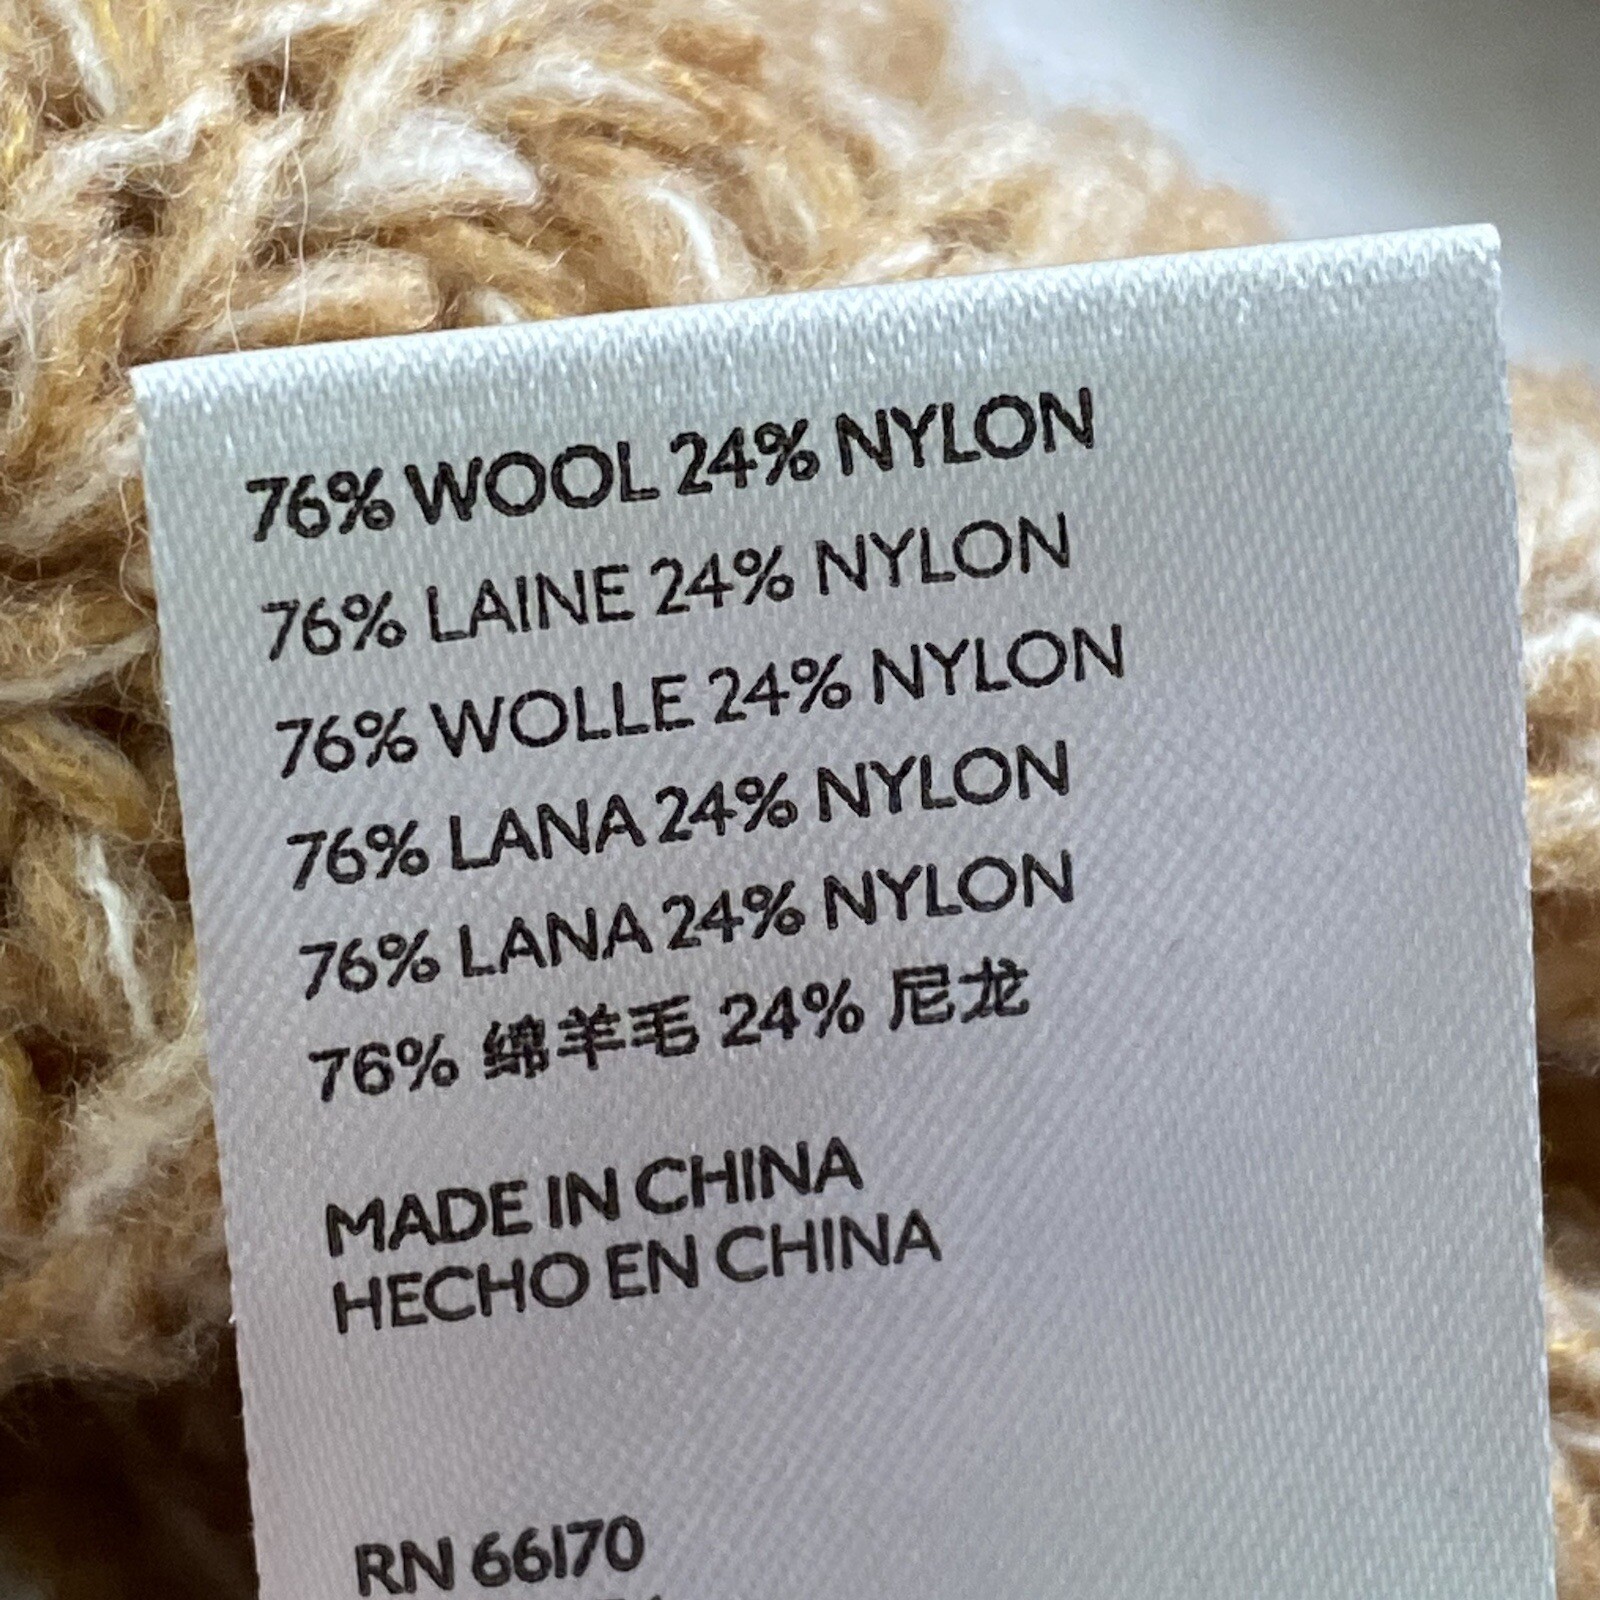 76% WOOL 24% NYLON
76% LAINE 24% NYLON
76% WOLLE 24% NYLON
76% LANA 24% NYLON
76% LANA 24% NYLON
76% 绵羊毛 24% 尼龙
MADE IN CHINA
HECHO EN CHINA
RN 66170